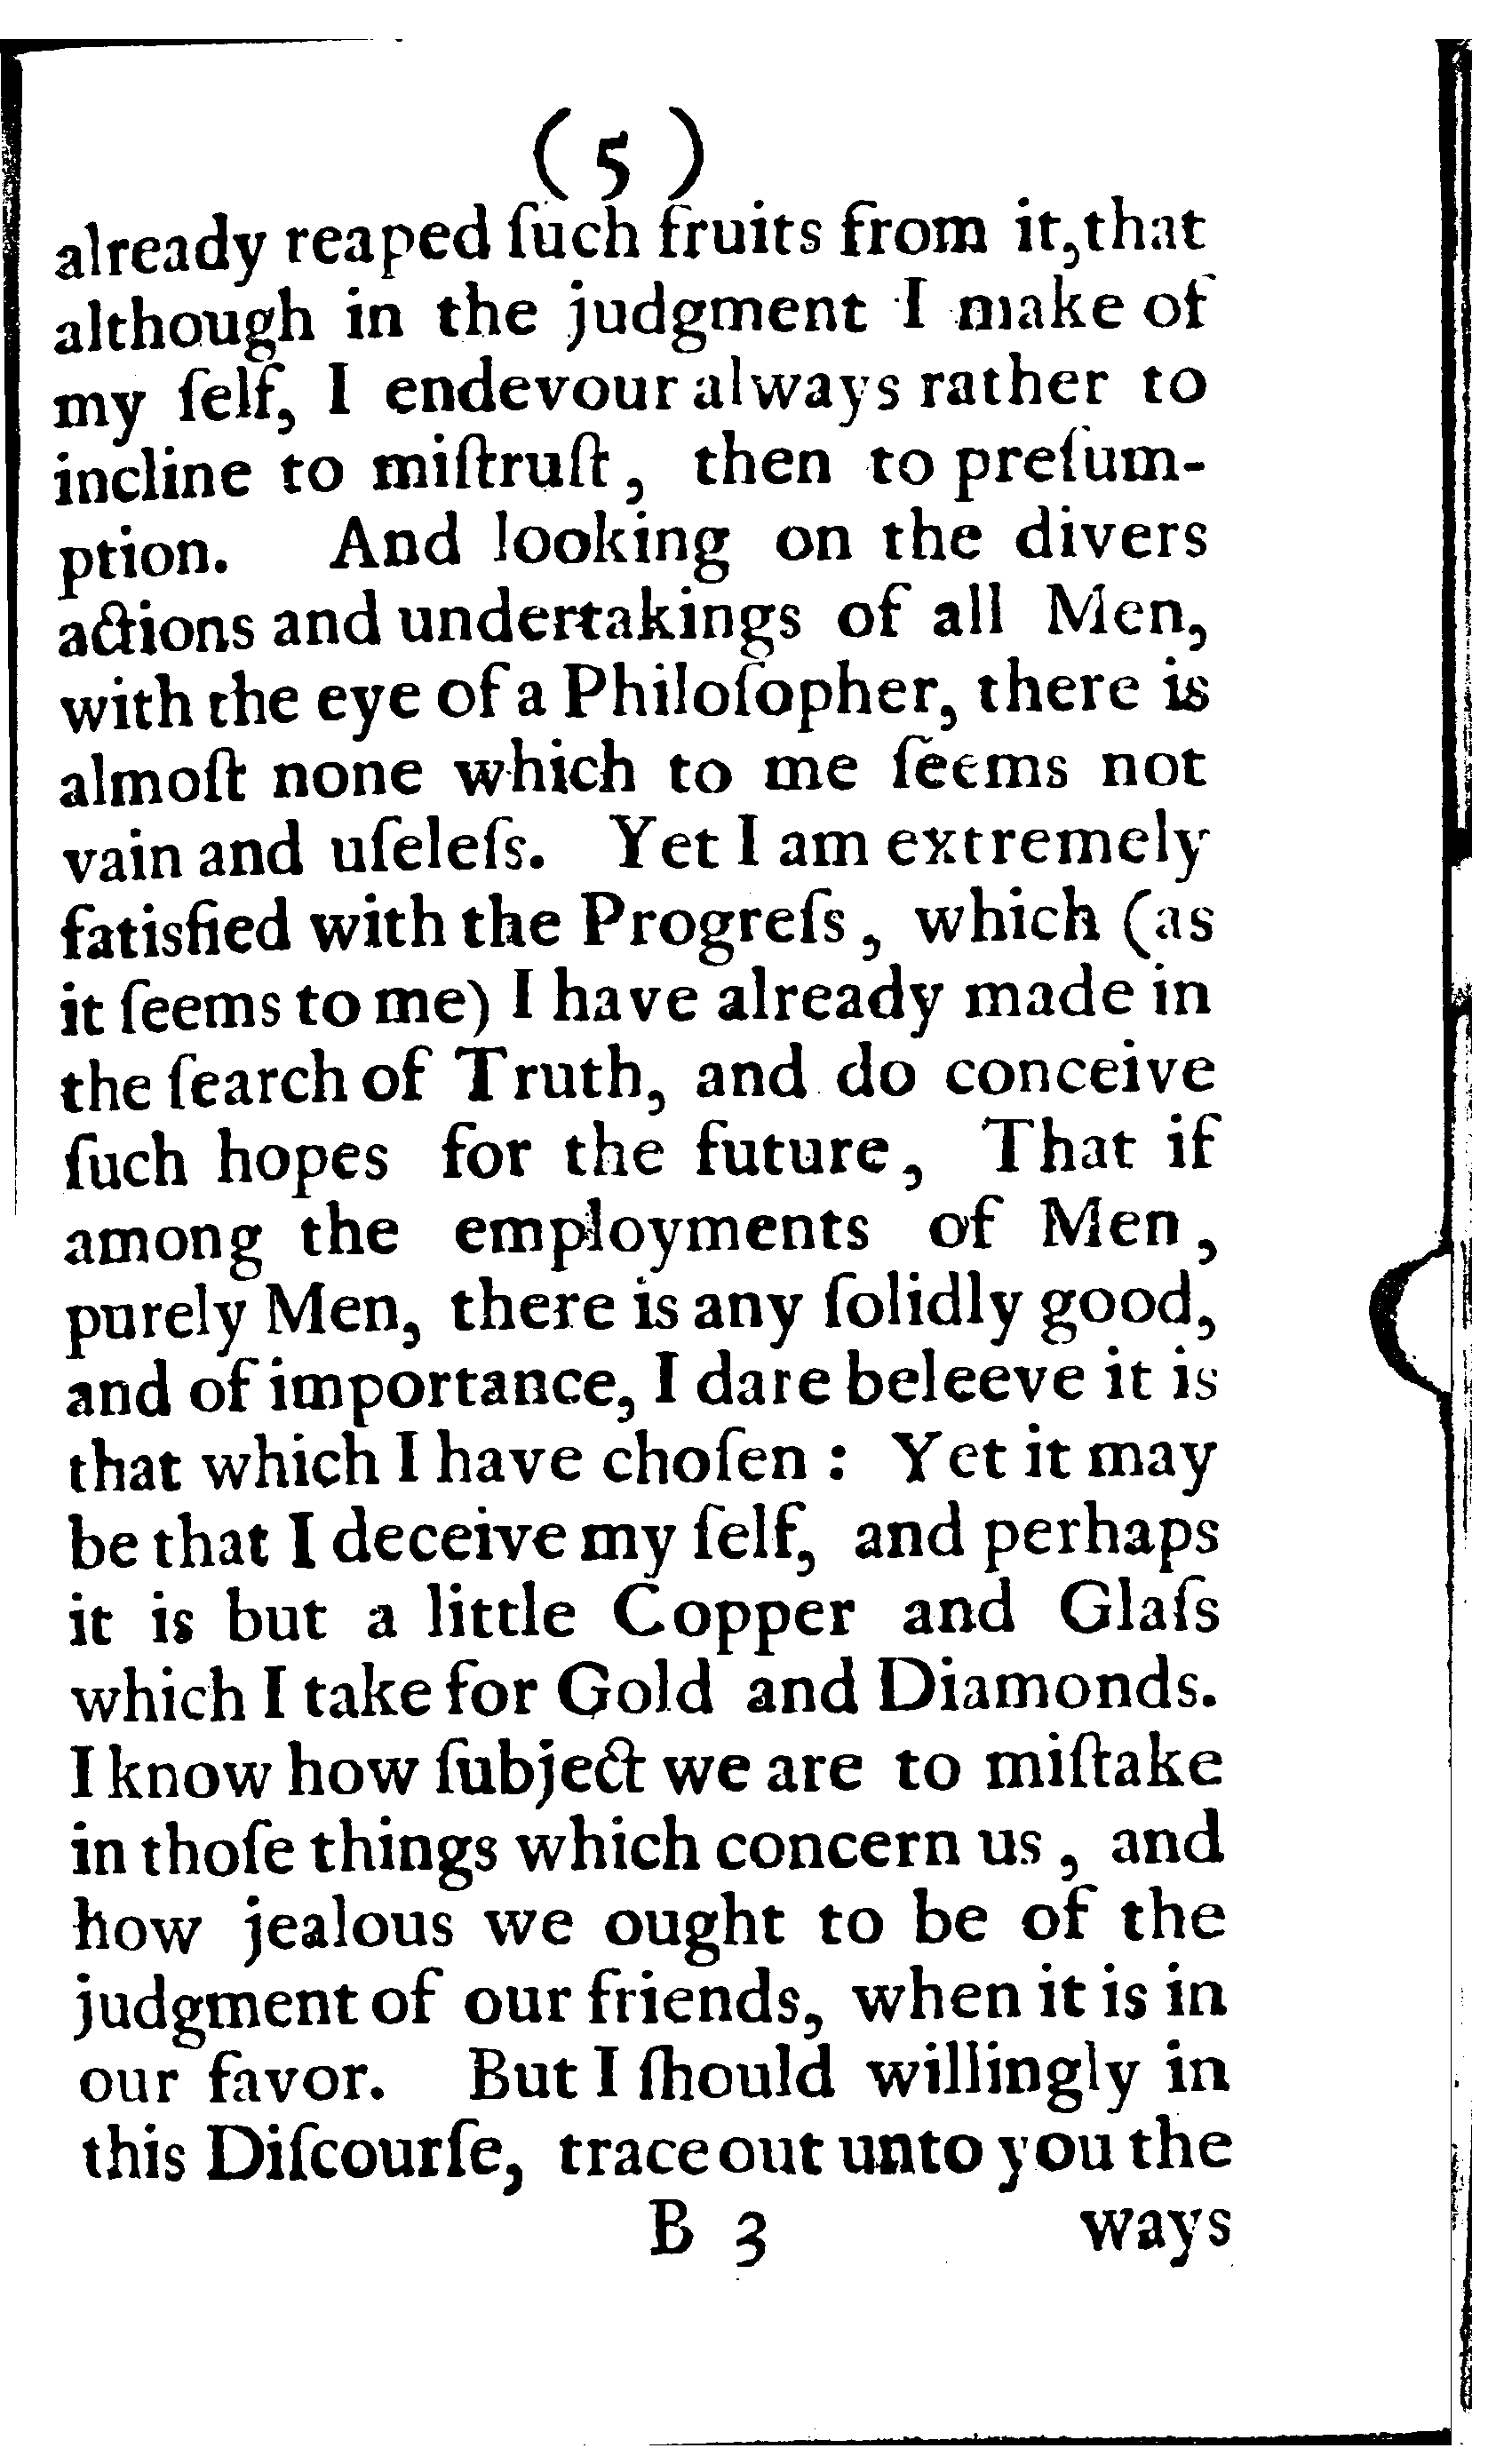 ( 5 )
already reaped ſuch fruits from it,that
although in the judgment I make of
my ſelf, I endevour always rather to
incline to miſtruſt, then to preſum-
ption. And looking on the divers
actions and undertakings of all Men,
with the eye of a Philoſopher, there is
almoſt none which to me ſeems not
vain and uſeleſs. Yet I am extremely
ſatisfied with the Progreſs, which (as
it ſeems to me) I have already made in
the ſearch of Truth, and do conceive
ſuch hopes for the future, That if
among the employments of Men,
purely Men, there is any ſolidly good,
and of importance, I dare beleeve it is
that which I have choſen : Yet it may
be that I deceive my ſelf, and perhaps
it is but a little Copper and Glaſs
which I take for Gold and Diamonds.
I know how ſubject we are to miſtake
in thoſe things which concern us, and
how jealous we ought to be of the
judgment of our friends, when it is in
our favor. But I ſhould willingly in
this Diſcourſe, trace out unto you the
B 3 ways